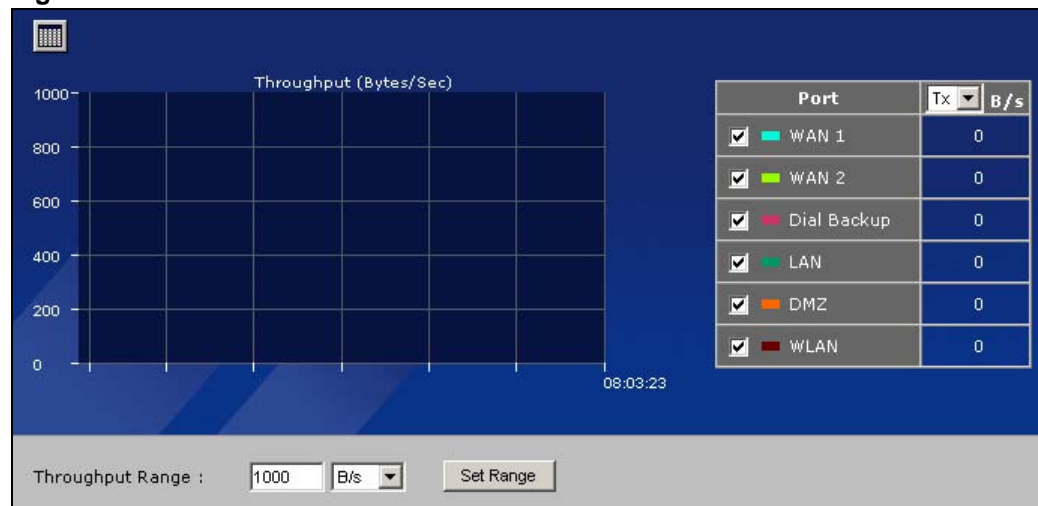 Throughput (Bytes/Sec)
1000
800
600
400
200
0
08:03:23
Port Tx B/s
WAN 1 0
WAN 2 0
Dial Backup 0
LAN 0
DMZ 0
WLAN 0
Throughput Range : 1000 B/s Set Range